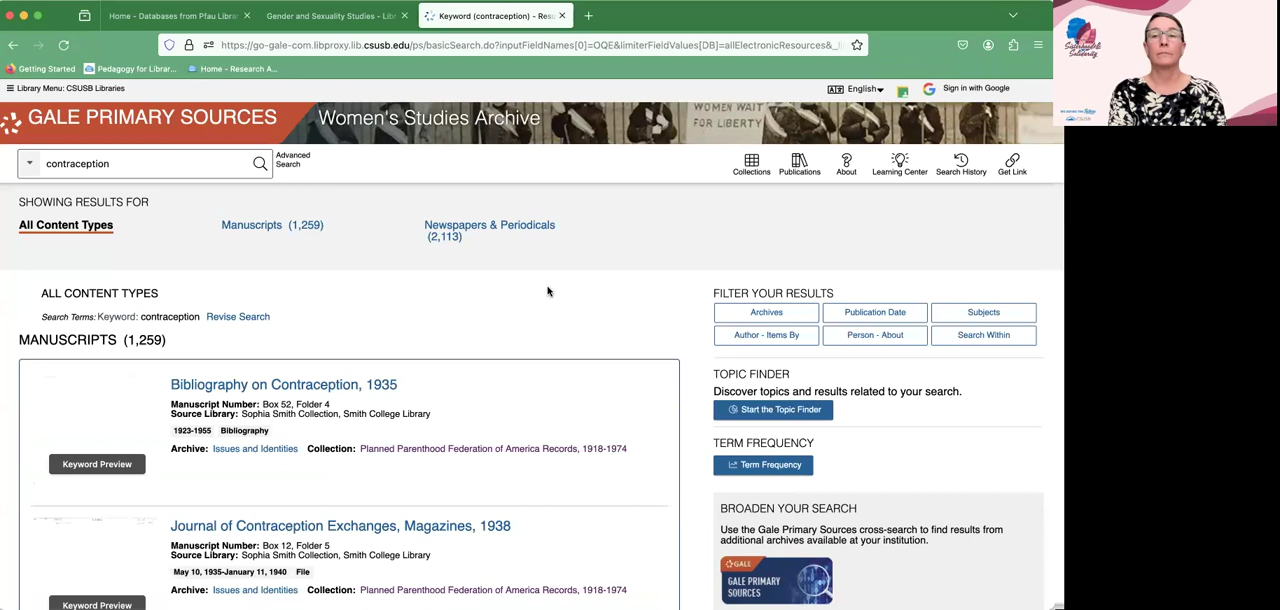 Home - Databases from Pfau Librar
Gender and Sexuality Studies - Libr
Keyword (contraception) - Resu
https://go-gale-com.libproxy.lib.csusb.edu/ps/basicSearch.do?inputFieldNames[0]=OQE&limiterFieldValues[DB]=allElectronicResources&_
Getting Started
Pedagogy for Librar...
Home - Research A...
Library Menu: CSUSB Libraries
English
Sign in with Google
GALE PRIMARY SOURCES
Women's Studies Archive
WOMEN WAIT
FOR LIBERTY
contraception
Advanced
Search
Collections
Publications
About
Learning Center
Search History
Get Link
SHOWING RESULTS FOR
All Content Types
Manuscripts (1,259)
Newspapers & Periodicals
(2,113)
ALL CONTENT TYPES
Search Terms: Keyword: contraception Revise Search
MANUSCRIPTS (1,259)
Bibliography on Contraception, 1935
Manuscript Number: Box 52, Folder 4
Source Library: Sophia Smith Collection, Smith College Library
1923-1955 Bibliography
Archive: Issues and Identities Collection: Planned Parenthood Federation of America Records, 1918-1974
Keyword Preview
Journal of Contraception Exchanges, Magazines, 1938
Manuscript Number: Box 12, Folder 5
Source Library: Sophia Smith Collection, Smith College Library
May 10, 1935-January 11, 1940 File
Archive: Issues and Identities Collection: Planned Parenthood Federation of America Records, 1918-1974
Keyword Preview
FILTER YOUR RESULTS
Archives
Publication Date
Subjects
Author - Items By
Person - About
Search Within
TOPIC FINDER
Discover topics and results related to your search.
Start the Topic Finder
TERM FREQUENCY
Term Frequency
BROADEN YOUR SEARCH
Use the Gale Primary Sources cross-search to find results from
additional archives available at your institution.
GALE
GALE PRIMARY
SOURCES
Sisterhood &
Solidarity
CSUSB